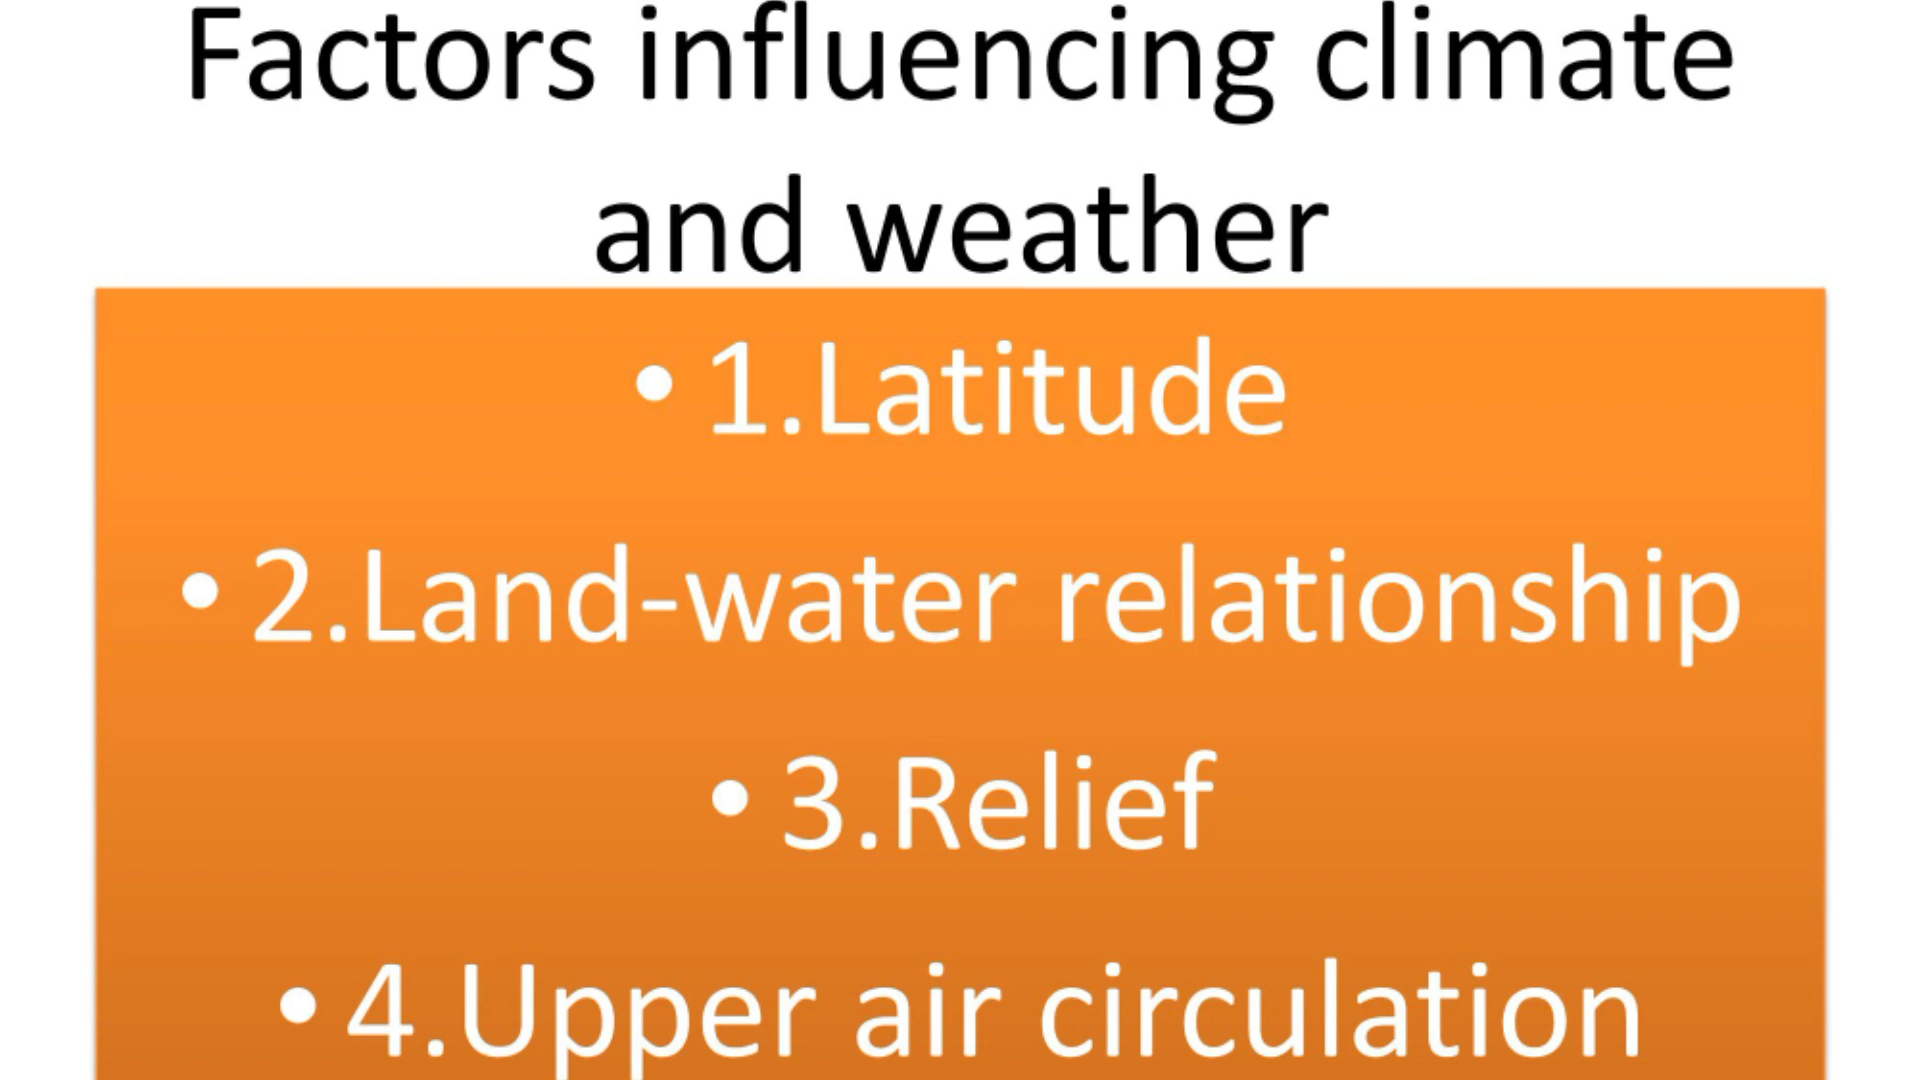 Factors influencing climate
and weather
• 1.Latitude
• 2.Land-water relationship
• 3.Relief
• 4.Upper air circulation